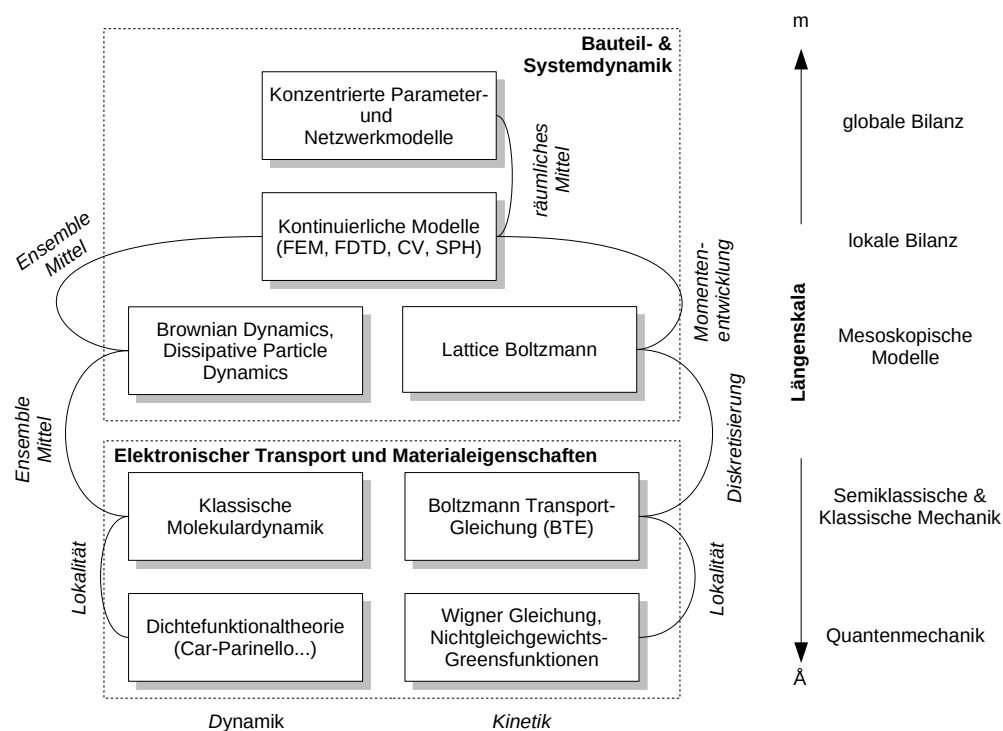 m
Bauteil- &
Systemdynamik
Konzentrierte Parameter-
und
Netzwerkmodelle
globale Bilanz
räumliches
Mittel
Ensemble
Mittel
Kontinuierliche Modelle
(FEM, FDTD, CV, SPH)
lokale Bilanz
Momenten-
entwicklung
Längenskala
Brownian Dynamics,
Dissipative Particle
Dynamics
Lattice Boltzmann
Mesoskopische
Modelle
Ensemble
Mittel
Diskretisierung
Elektronischer Transport und Materialeigenschaften
Klassische
Molekulardynamik
Boltzmann Transport-
Gleichung (BTE)
Semiklassische &
Klassische Mechanik
Lokalität
Lokalität
Dichtefunktionaltheorie
(Car-Parinello...)
Wigner Gleichung,
Nichtgleichgewichts-
Greensfunktionen
Quantenmechanik
Å
Dynamik
Kinetik